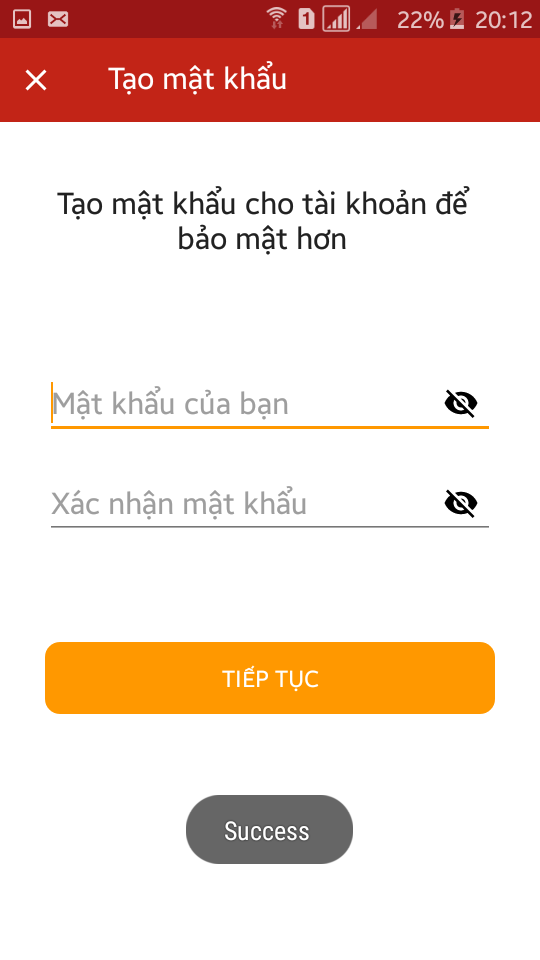 1 22% 20:12
Tạo mật khẩu
Tạo mật khẩu cho tài khoản để
bảo mật hơn
Mật khẩu của bạn
Xác nhận mật khẩu
TIẾP TỤC
Success